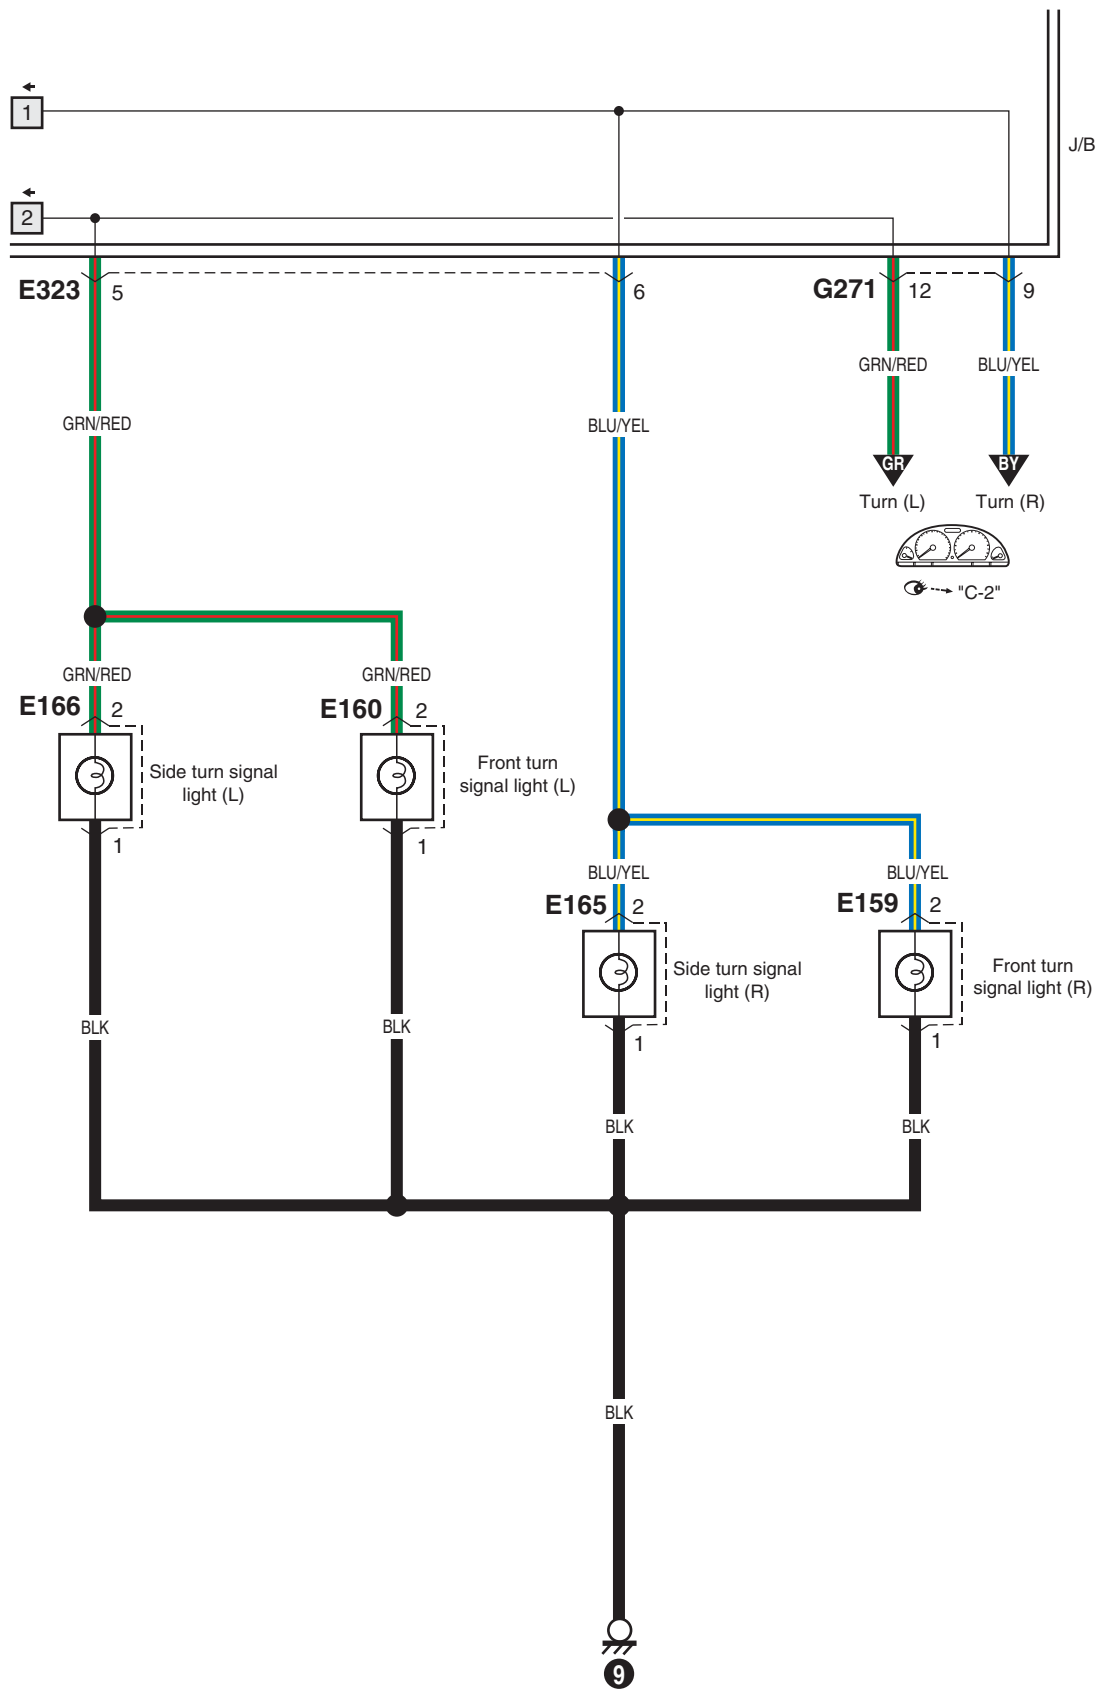 1
J/B
2
E323 5
6
G271 12
9
GRN/RED
BLU/YEL
GRN/RED
BLU/YEL
GR
BY
Turn (L)
Turn (R)
"C-2"
GRN/RED
GRN/RED
E166 2
E160 2
Side turn signal
light (L)
Front turn
signal light (L)
1
1
BLU/YEL
BLU/YEL
E165 2
E159 2
Side turn signal
light (R)
Front turn
signal light (R)
BLK
BLK
1
1
BLK
BLK
BLK
9